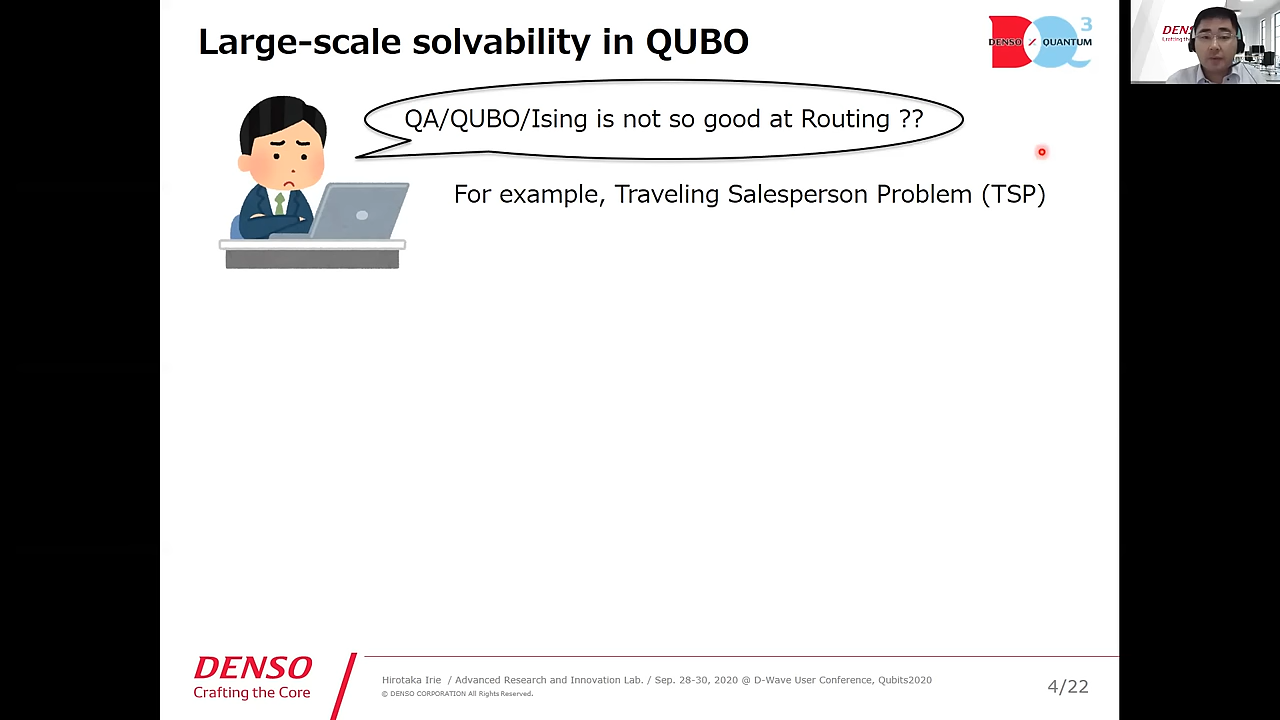 Large-scale solvability in QUBO
DENSO × QUANTUM
3
QA/QUBO/Ising is not so good at Routing ??
For example, Traveling Salesperson Problem (TSP)
DENSO
Crafting the Core
Hirotaka Irie / Advanced Research and Innovation Lab. / Sep. 28-30, 2020 @ D-Wave User Conference, Qubits2020
© DENSO CORPORATION All Rights Reserved.
4/22